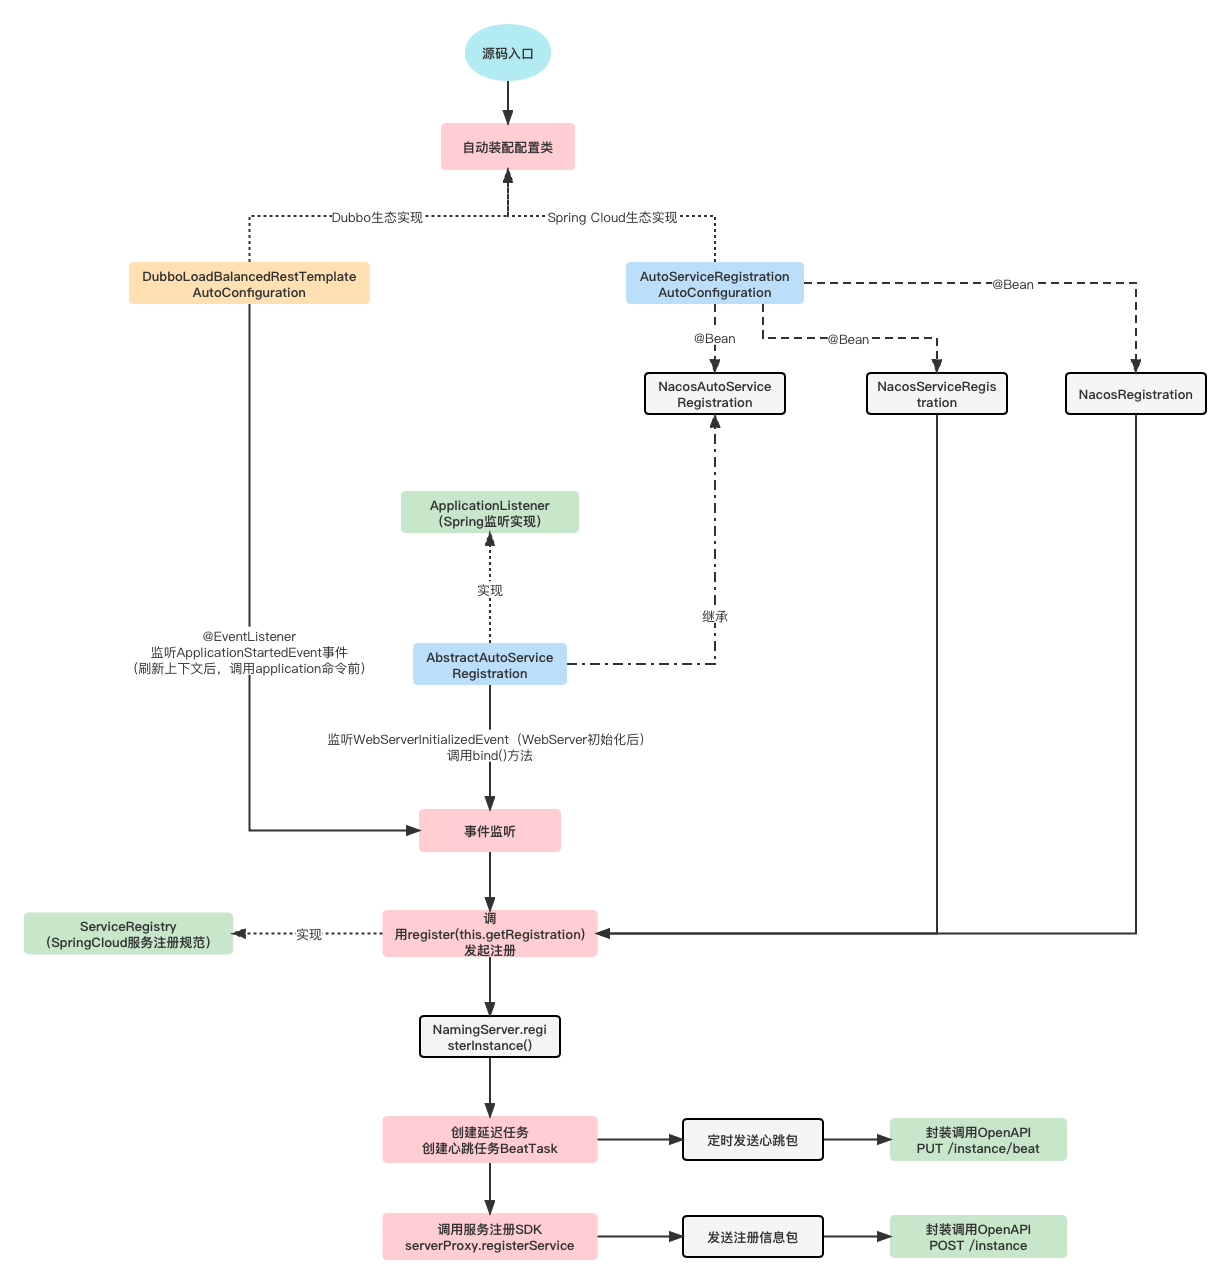 源码入口
自动装配配置类
Dubbo生态实现
Spring Cloud生态实现
DubboLoadBalancedRestTemplate
AutoConfiguration
AutoServiceRegistration
AutoConfiguration
@Bean
@Bean
@Bean
NacosAutoService
Registration
NacosServiceRegis
tration
NacosRegistration
ApplicationListener
（Spring监听实现）
实现
继承
@EventListener
监听ApplicationStartedEvent事件
（刷新上下文后，调用application命令前）
AbstractAutoService
Registration
监听WebServerInitializedEvent（WebServer初始化后）
调用bind()方法
事件监听
ServiceRegistry
（SpringCloud服务注册规范）
实现
调
用register(this.getRegistration)
发起注册
NamingServer.regi
sterInstance()
创建延迟任务
创建心跳任务BeatTask
定时发送心跳包
封装调用OpenAPI
PUT /instance/beat
调用服务注册SDK
serverProxy.registerService
发送注册信息包
封装调用OpenAPI
POST /instance